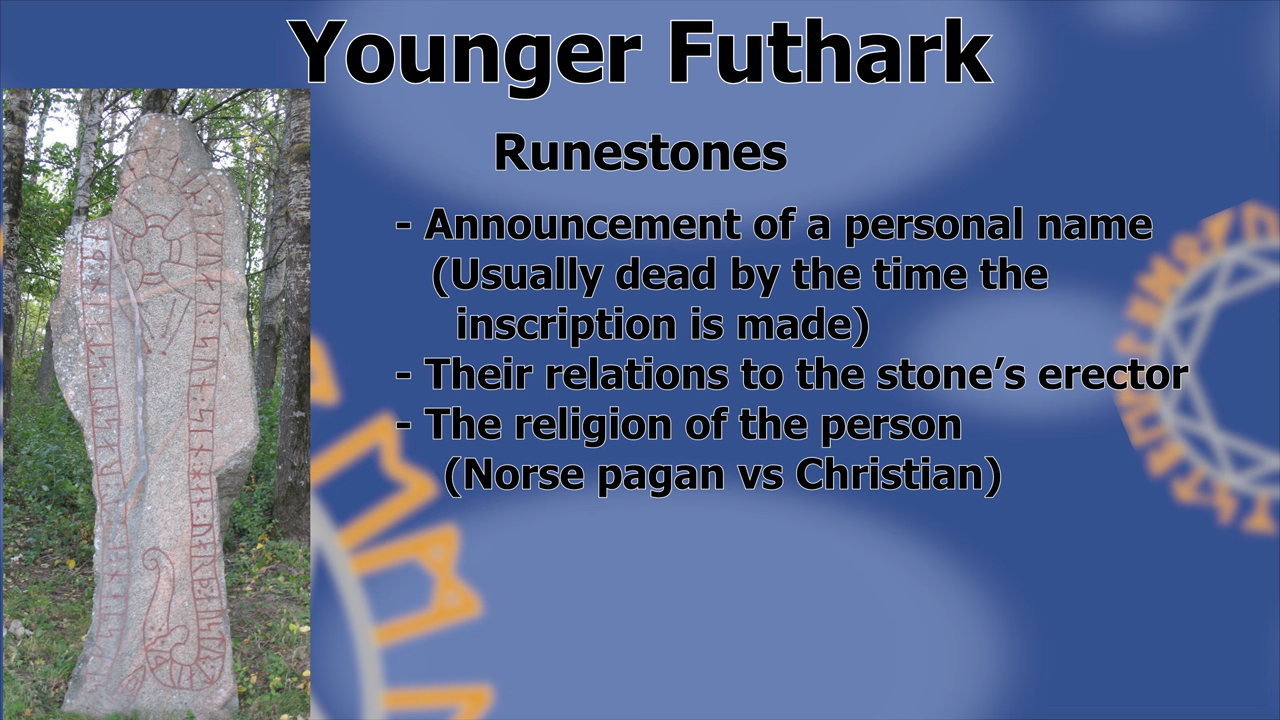 Younger Futhark
Runestones
- Announcement of a personal name
(Usually dead by the time the
inscription is made)
- Their relations to the stone’s erector
- The religion of the person
(Norse pagan vs Christian)